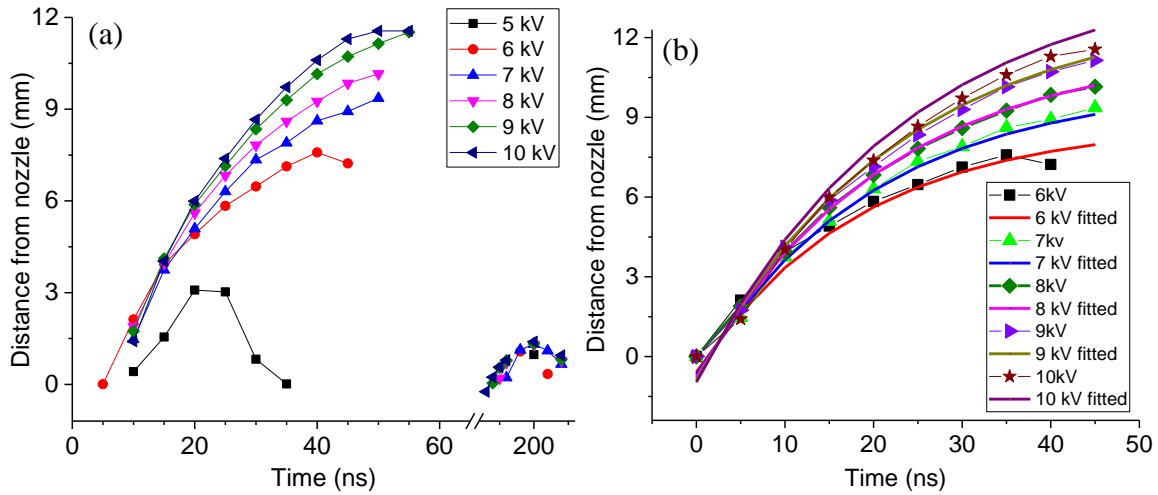 (a)
5 kV
6 kV
7 kV
8 kV
9 kV
10 kV
12
9
6
3
0
Distance from nozzle (mm)
0 20 40 60 200
Time (ns)
(b)
6kV
6 kV fitted
7kv
7 kV fitted
8kV
8 kV fitted
9kV
9 kV fitted
10kV
10 kV fitted
12
9
6
3
0
Distance from nozzle (mm)
0 10 20 30 40 50
Time (ns)